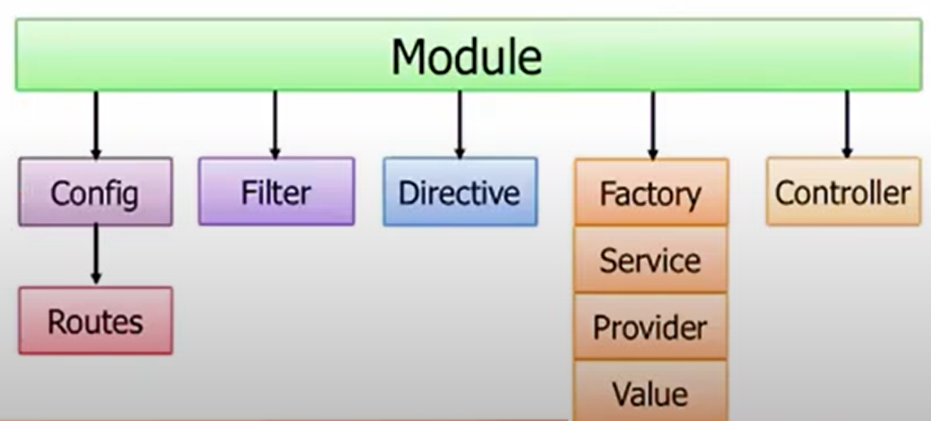 Module
Config
Filter
Directive
Factory
Controller
Service
Routes
Provider
Value